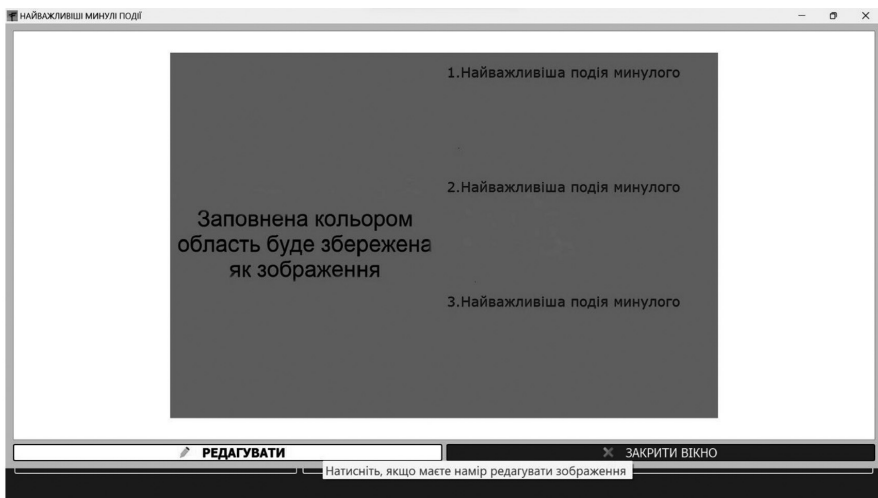 НАЙВАЖЛИВІШІ МИНУЛІ ПОДІЇ
1.Найважливіша подія минулого
2.Найважливіша подія минулого
Заповнена кольором
область буде збережена
як зображення
3.Найважливіша подія минулого
РЕДАГУВАТИ
ЗАКРИТИ ВІКНО
Натисніть, якщо маєте намір редагувати зображення